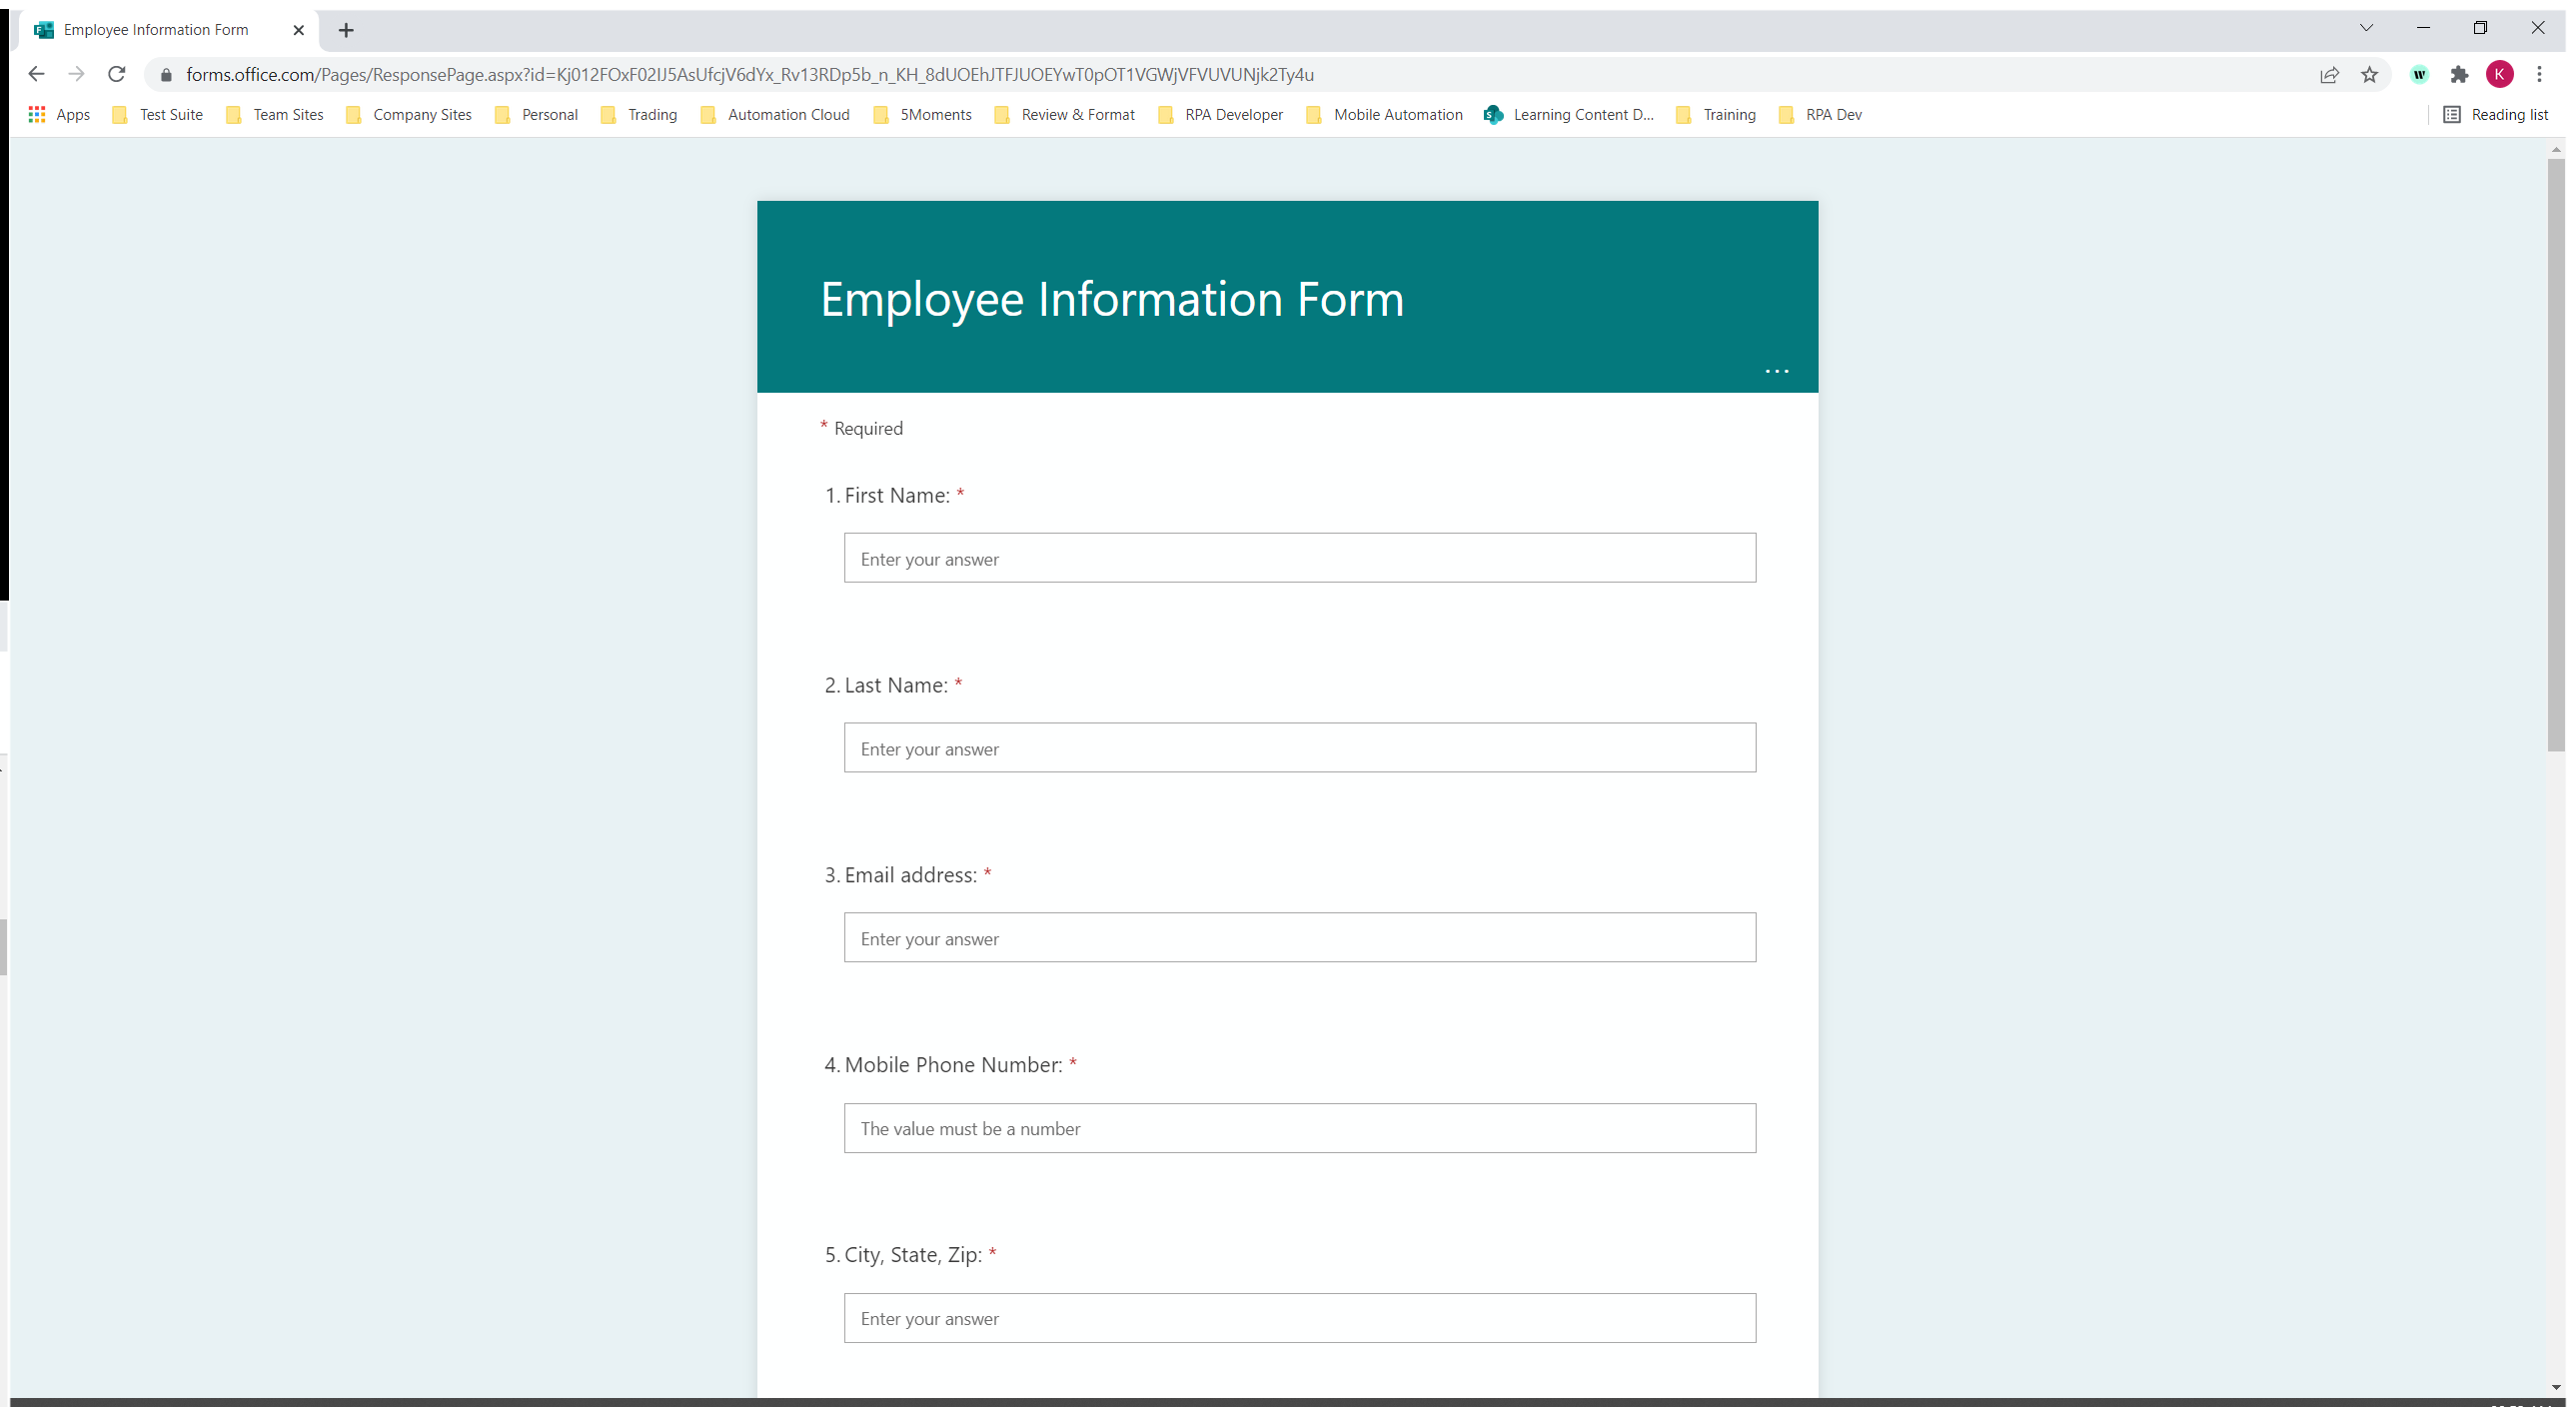 Employee Information Form
forms.office.com/Pages/ResponsePage.aspx?id=Kj012FOxF02IJ5AsUfcjV6dYx_Rv13RDp5b_n_KH_8dUOEhJTFJUOEYwT0pOT1VGWjVFVUVUNjk2Ty4u
K
Apps Test Suite Team Sites Company Sites Personal Trading Automation Cloud 5Moments Review & Format RPA Developer Mobile Automation Learning Content D... Training RPA Dev Reading list
Employee Information Form
...
* Required
1. First Name: *
Enter your answer
2. Last Name: *
Enter your answer
3. Email address: *
Enter your answer
4. Mobile Phone Number: *
The value must be a number
5. City, State, Zip: *
Enter your answer